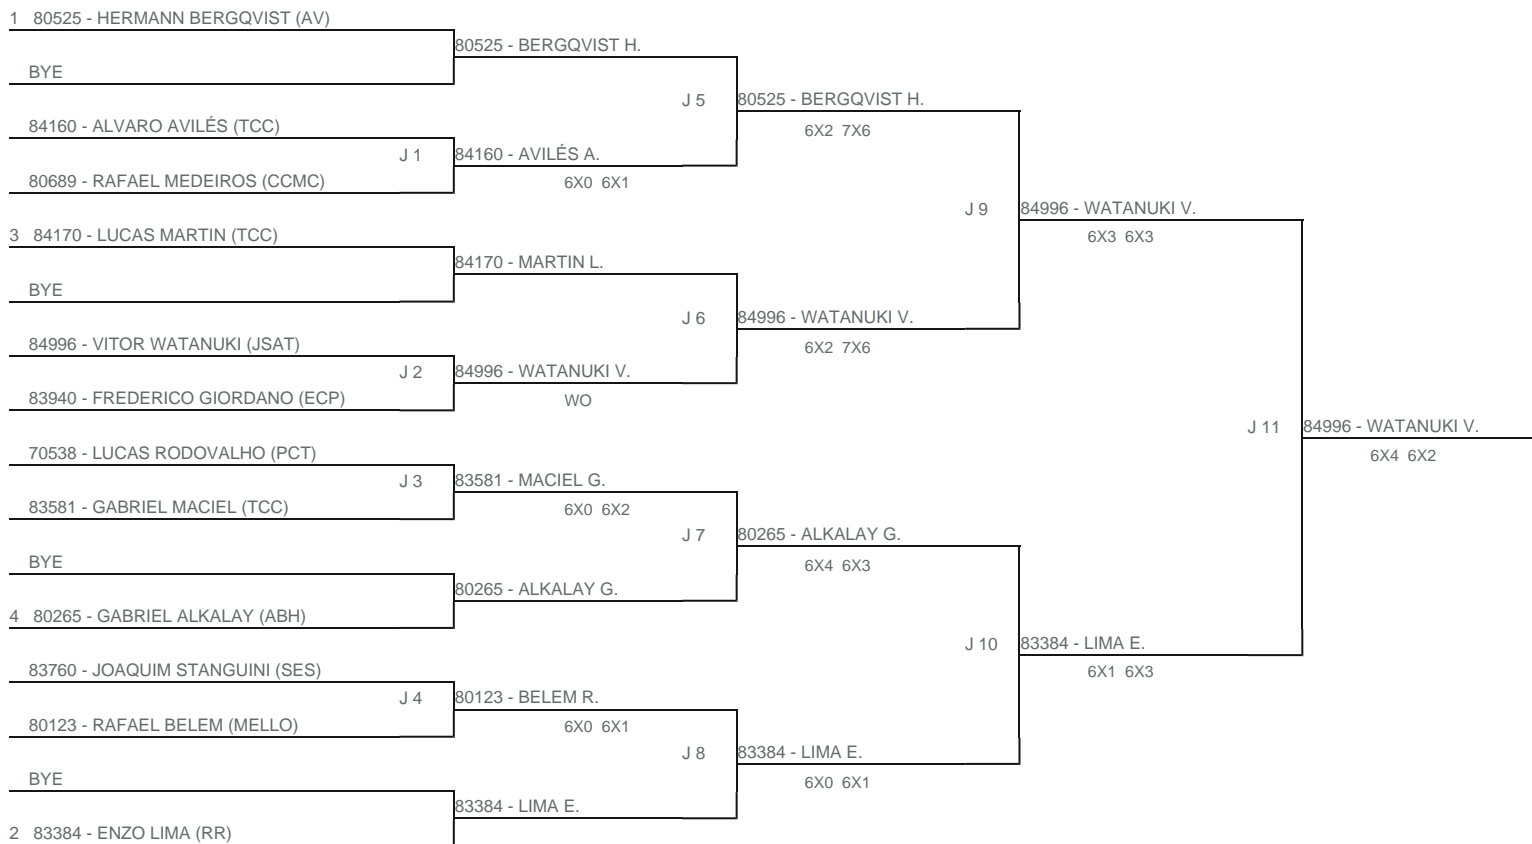 1 80525 - HERMANN BERGQVIST (AV)
80525 - BERGQVIST H.
BYE
J 5 80525 - BERGQVIST H.
6X2 7X6
84160 - ALVARO AVILÉS (TCC)
J 1 84160 - AVILÉS A.
80689 - RAFAEL MEDEIROS (CCMC)
6X0 6X1
J 9 84996 - WATANUKI V.
6X3 6X3
3 84170 - LUCAS MARTIN (TCC)
84170 - MARTIN L.
BYE
J 6 84996 - WATANUKI V.
6X2 7X6
84996 - VITOR WATANUKI (JSAT)
J 2 84996 - WATANUKI V.
83940 - FREDERICO GIORDANO (ECP)
WO
J 11 84996 - WATANUKI V.
6X4 6X2
70538 - LUCAS RODOVALHO (PCT)
J 3 83581 - MACIEL G.
83581 - GABRIEL MACIEL (TCC)
6X0 6X2
J 7 80265 - ALKALAY G.
6X4 6X3
BYE
80265 - ALKALAY G.
4 80265 - GABRIEL ALKALAY (ABH)
J 10 83384 - LIMA E.
6X1 6X3
83760 - JOAQUIM STANGUINI (SES)
J 4 80123 - BELEM R.
80123 - RAFAEL BELEM (MELLO)
6X0 6X1
J 8 83384 - LIMA E.
6X0 6X1
BYE
83384 - LIMA E.
2 83384 - ENZO LIMA (RR)